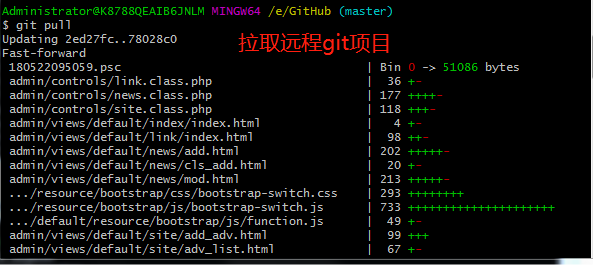 Administrator@K8788QEAIB6JNLM MINGW64 /e/GitHub (master)
$ git pull
Updating 2ed27fc..78028c0
拉取远程git项目
Fast-forward
180522095059.psc | Bin 0 -> 51086 bytes
admin/controls/link.class.php | 36 +-
admin/controls/news.class.php | 177 ++++-
admin/controls/site.class.php | 118 +++-
admin/views/default/index/index.html | 4 +-
admin/views/default/link/index.html | 98 ++-
admin/views/default/news/add.html | 202 +++++-
admin/views/default/news/cls_add.html | 20 +-
admin/views/default/news/mod.html | 213 +++++-
.../resource/bootstrap/css/bootstrap-switch.css | 293 ++++++++
.../resource/bootstrap/js/bootstrap-switch.js | 733 +++++++++++++++++++++
.../default/resource/bootstrap/js/function.js | 49 +-
admin/views/default/site/add_adv.html | 99 +++
admin/views/default/site/adv_list.html | 67 +-